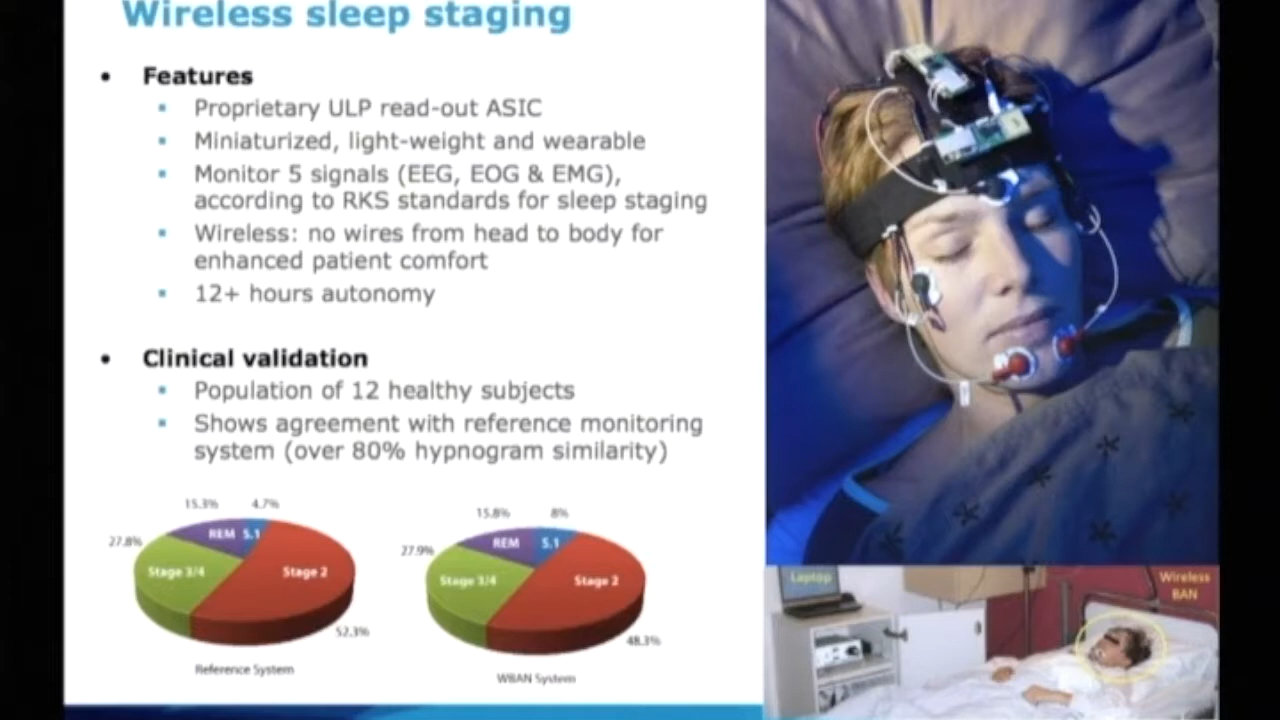 Wireless sleep staging
• Features
▪ Proprietary ULP read-out ASIC
▪ Miniaturized, light-weight and wearable
▪ Monitor 5 signals (EEG, EOG & EMG),
according to RKS standards for sleep staging
▪ Wireless: no wires from head to body for
enhanced patient comfort
▪ 12+ hours autonomy
• Clinical validation
▪ Population of 12 healthy subjects
▪ Shows agreement with reference monitoring
system (over 80% hypnogram similarity)
15.3% 4.7%
REM S.1
27.8%
Stage 3/4 Stage 2
52.3%
Reference System
15.8% 8%
REM S.1
27.9%
Stage 3/4 Stage 2
48.3%
WBAN System
Laptop
Wireless
BAN